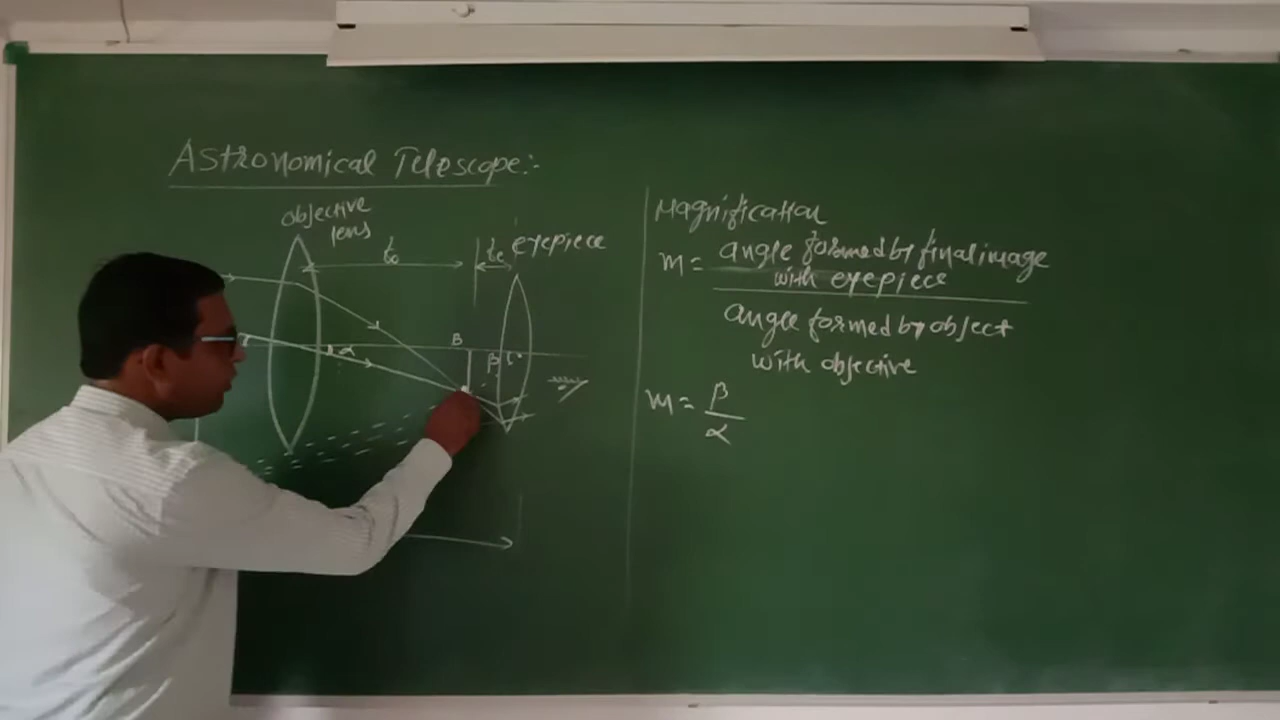 Astronomical Telescope:-
objective
lens
fo
fe
eyepiece
α
B
β
Magnification
m = angle formed by final image
with eyepiece
angle formed by object
with objective
m = β
α